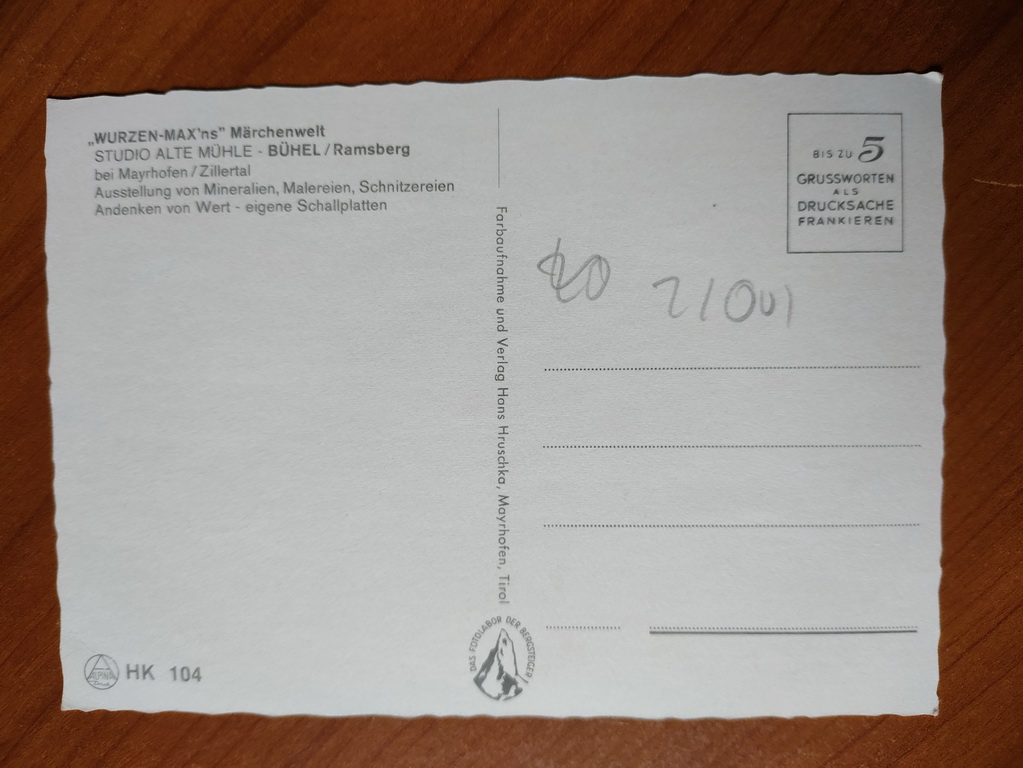 „WURZEN-MAX'ns" Märchenwelt
STUDIO ALTE MÜHLE - BÜHEL/Ramsberg
bei Mayrhofen/Zillertal
Ausstellung von Mineralien, Malereien, Schnitzereien
Andenken von Wert - eigene Schallplatten
BIS ZU 5
GRUSSWORTEN
ALS
DRUCKSACHE
FRANKIEREN
Farbaufnahme und Verlag Hans Hruschka, Mayrhofen, Tirol
DAS FOTOLABOR DER BERGSTEIGER!
ALPINA
HK 104